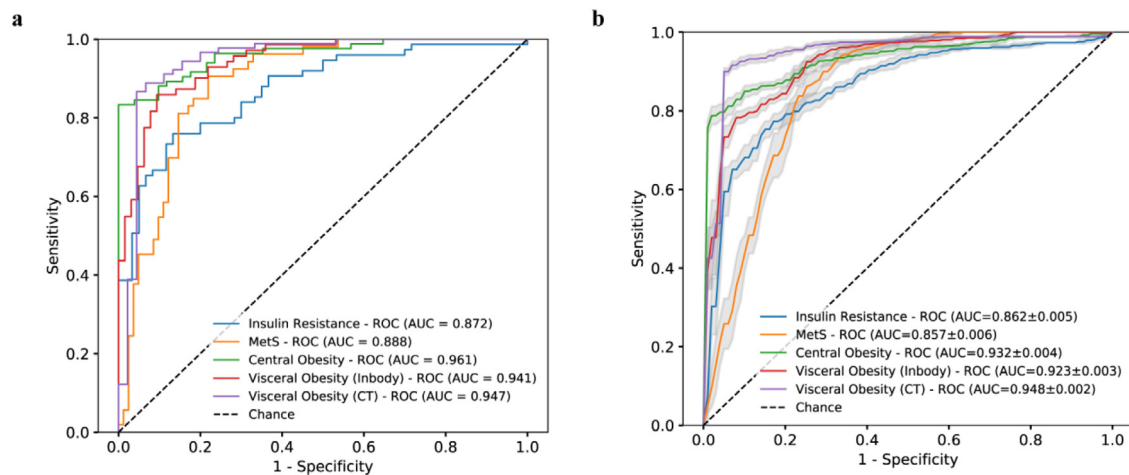 a
1.0
0.8
0.6
0.4
0.2
0.0
Sensitivity
Insulin Resistance - ROC (AUC = 0.872)
MetS - ROC (AUC = 0.888)
Central Obesity - ROC (AUC = 0.961)
Visceral Obesity (Inbody) - ROC (AUC = 0.941)
Visceral Obesity (CT) - ROC (AUC = 0.947)
Chance
0.0 0.2 0.4 0.6 0.8 1.0
1 - Specificity
b
1.0
0.8
0.6
0.4
0.2
0.0
Sensitivity
Insulin Resistance - ROC (AUC=0.862±0.005)
MetS - ROC (AUC=0.857±0.006)
Central Obesity - ROC (AUC=0.932±0.004)
Visceral Obesity (Inbody) - ROC (AUC=0.923±0.003)
Visceral Obesity (CT) - ROC (AUC=0.948±0.002)
Chance
0.0 0.2 0.4 0.6 0.8 1.0
1 - Specificity